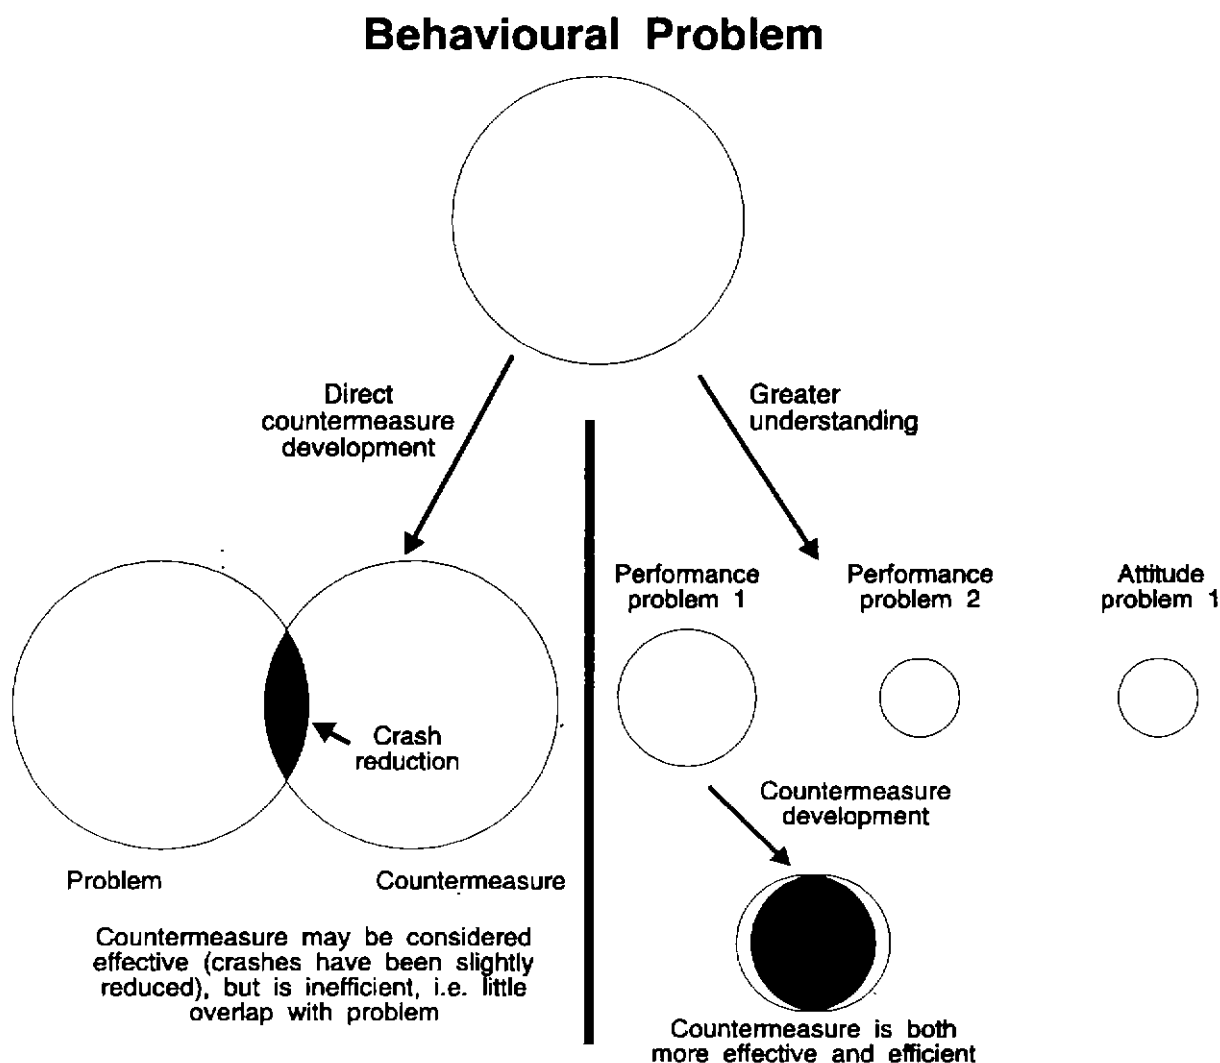 Behavioural Problem
Direct
countermeasure
development
Greater
understanding
Performance
problem 1
Performance
problem 2
Attitude
problem 1
Crash
reduction
Countermeasure
development
Problem
Countermeasure
Countermeasure may be considered
effective (crashes have been slightly
reduced), but is inefficient, i.e. little
overlap with problem
Countermeasure is both
more effective and efficient